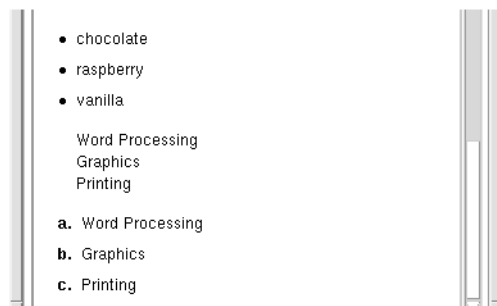 • chocolate
• raspberry
• vanilla
Word Processing
Graphics
Printing
a. Word Processing
b. Graphics
c. Printing